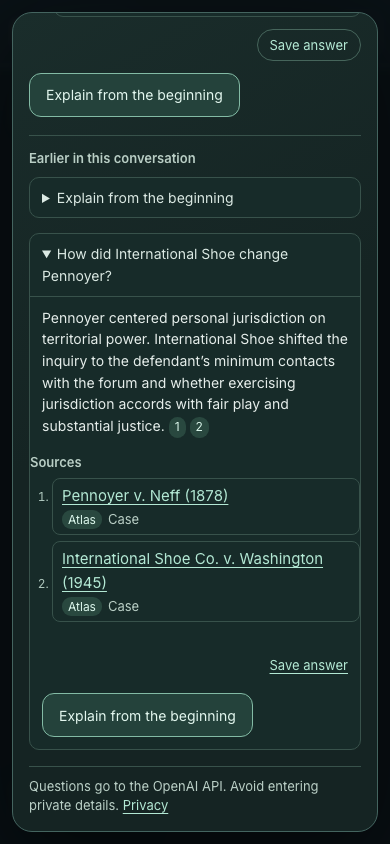 Save answer
Explain from the beginning
Earlier in this conversation
Explain from the beginning
How did International Shoe change
Pennoyer?
Pennoyer centered personal jurisdiction on
territorial power. International Shoe shifted the
inquiry to the defendant’s minimum contacts
with the forum and whether exercising
jurisdiction accords with fair play and
substantial justice. 1 2
Sources
1. Pennoyer v. Neff (1878)
Atlas Case
International Shoe Co. v. Washington
2. (1945)
Atlas Case
Save answer
Explain from the beginning
Questions go to the OpenAI API. Avoid entering
private details. Privacy